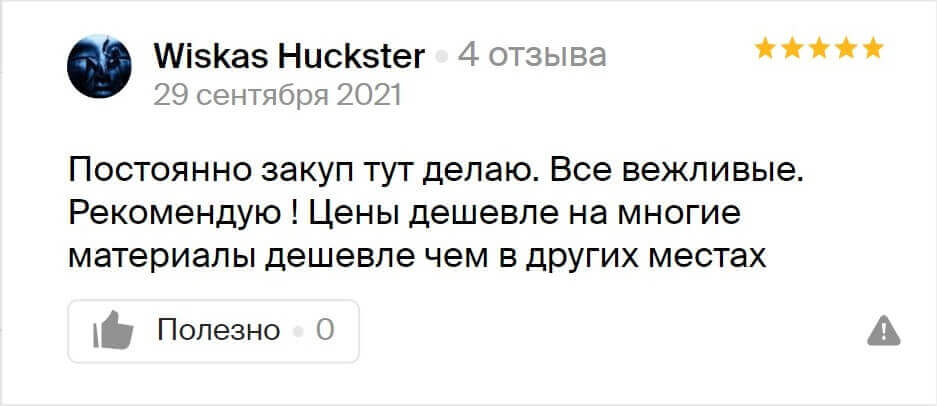 Wiskas Huckster • 4 отзыва
29 сентября 2021
Постоянно закуп тут делаю. Все вежливые.
Рекомендую ! Цены дешевле на многие
материалы дешевле чем в других местах
Полезно • 0